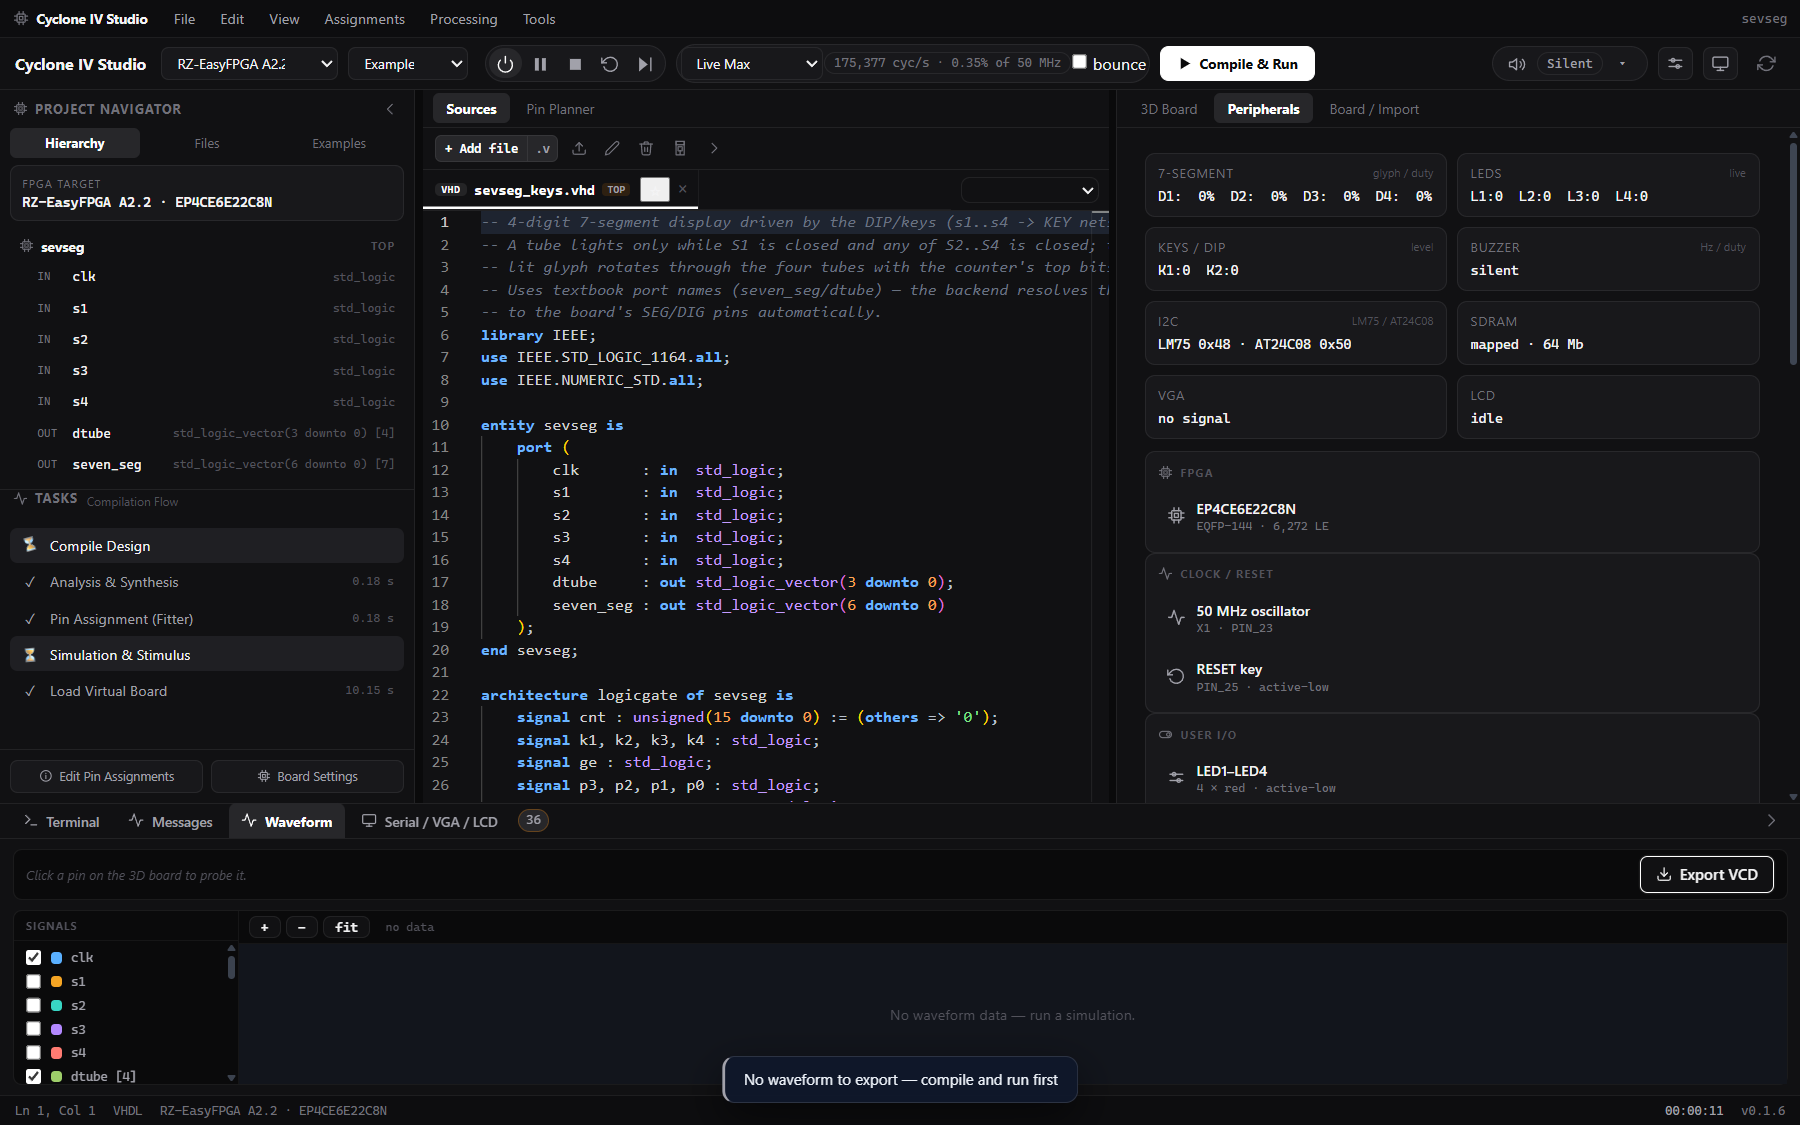 Cyclone IV Studio File Edit View Assignments Processing Tools sevseg
Cyclone IV Studio RZ-EasyFPGA A2.2 Example Live Max 175,377 cyc/s · 0.35% of 50 MHz bounce Compile & Run Silent
PROJECT NAVIGATOR
Hierarchy Files Examples
FPGA TARGET
RZ-EasyFPGA A2.2 · EP4CE6E22C8N
sevseg TOP
IN clk std_logic
IN s1 std_logic
IN s2 std_logic
IN s3 std_logic
IN s4 std_logic
OUT dtube std_logic_vector(3 downto 0) [4]
OUT seven_seg std_logic_vector(6 downto 0) [7]
TASKS Compilation Flow
Compile Design
Analysis & Synthesis 0.18 s
Pin Assignment (Fitter) 0.18 s
Simulation & Stimulus
Load Virtual Board 10.15 s
Edit Pin Assignments Board Settings
Sources Pin Planner
+ Add file .v
VHD sevseg_keys.vhd TOP ×
1 -- 4-digit 7-segment display driven by the DIP/keys (s1..s4 -> KEY net
2 -- A tube lights only while S1 is closed and any of S2..S4 is closed;
3 -- lit glyph rotates through the four tubes with the counter's top bit
4 -- Uses textbook port names (seven_seg/dtube) — the backend resolves
5 -- to the board's SEG/DIG pins automatically.
6 library IEEE;
7 use IEEE.STD_LOGIC_1164.all;
8 use IEEE.NUMERIC_STD.all;
9
10 entity sevseg is
11 port (
12 clk : in std_logic;
13 s1 : in std_logic;
14 s2 : in std_logic;
15 s3 : in std_logic;
16 s4 : in std_logic;
17 dtube : out std_logic_vector(3 downto 0);
18 seven_seg : out std_logic_vector(6 downto 0)
19 );
20 end sevseg;
21
22 architecture logicgate of sevseg is
23 signal cnt : unsigned(15 downto 0) := (others => '0');
24 signal k1, k2, k3, k4 : std_logic;
25 signal ge : std_logic;
26 signal p3, p2, p1, p0 : std_logic;
3D Board Peripherals Board / Import
7-SEGMENT glyph / duty
D1: 0% D2: 0% D3: 0% D4: 0%
LEDS live
L1:0 L2:0 L3:0 L4:0
KEYS / DIP level
K1:0 K2:0
BUZZER Hz / duty
silent
I2C LM75 / AT24C08
LM75 0x48 · AT24C08 0x50
SDRAM
mapped · 64 Mb
VGA
no signal
LCD
idle
FPGA
EP4CE6E22C8N
EQFP-144 · 6,272 LE
CLOCK / RESET
50 MHz oscillator
X1 · PIN_23
RESET key
PIN_25 · active-low
USER I/O
LED1–LED4
4 × red · active-low
Terminal Messages Waveform Serial / VGA / LCD 36
Click a pin on the 3D board to probe it. Export VCD
SIGNALS
clk
s1
s2
s3
s4
dtube [4]
+ − fit no data
No waveform data — run a simulation.
No waveform to export — compile and run first
Ln 1, Col 1 VHDL RZ-EasyFPGA A2.2 · EP4CE6E22C8N 00:00:11 v0.1.6